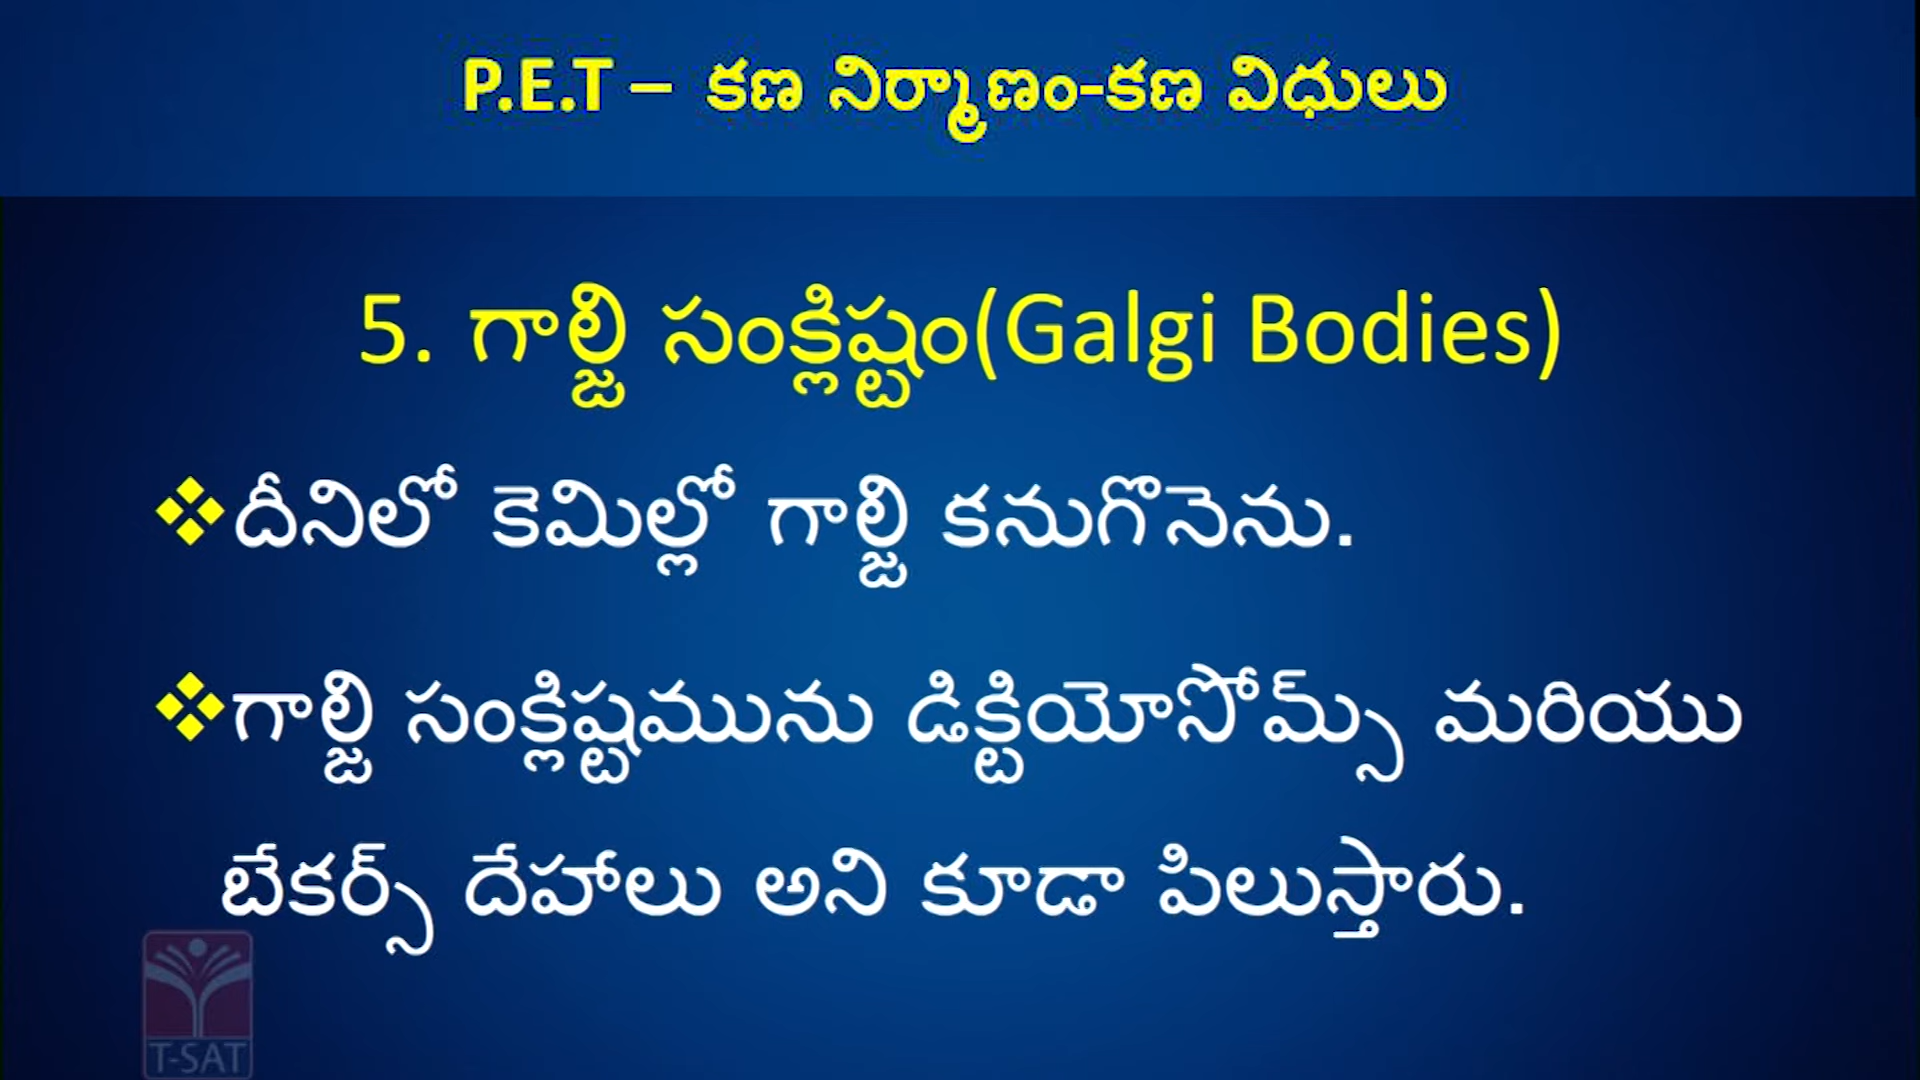 P.E.T – కణ నిర్మాణం-కణ విధులు
5. గాల్జి సంక్లిష్టం(Galgi Bodies)
❖దీనిలో కెమిల్లో గాల్జి కనుగొనెను.
❖గాల్జి సంక్లిష్టమును డిక్టియోసోమ్స్ మరియు
బేకర్స్ దేహాలు అని కూడా పిలుస్తారు.
T-SAT